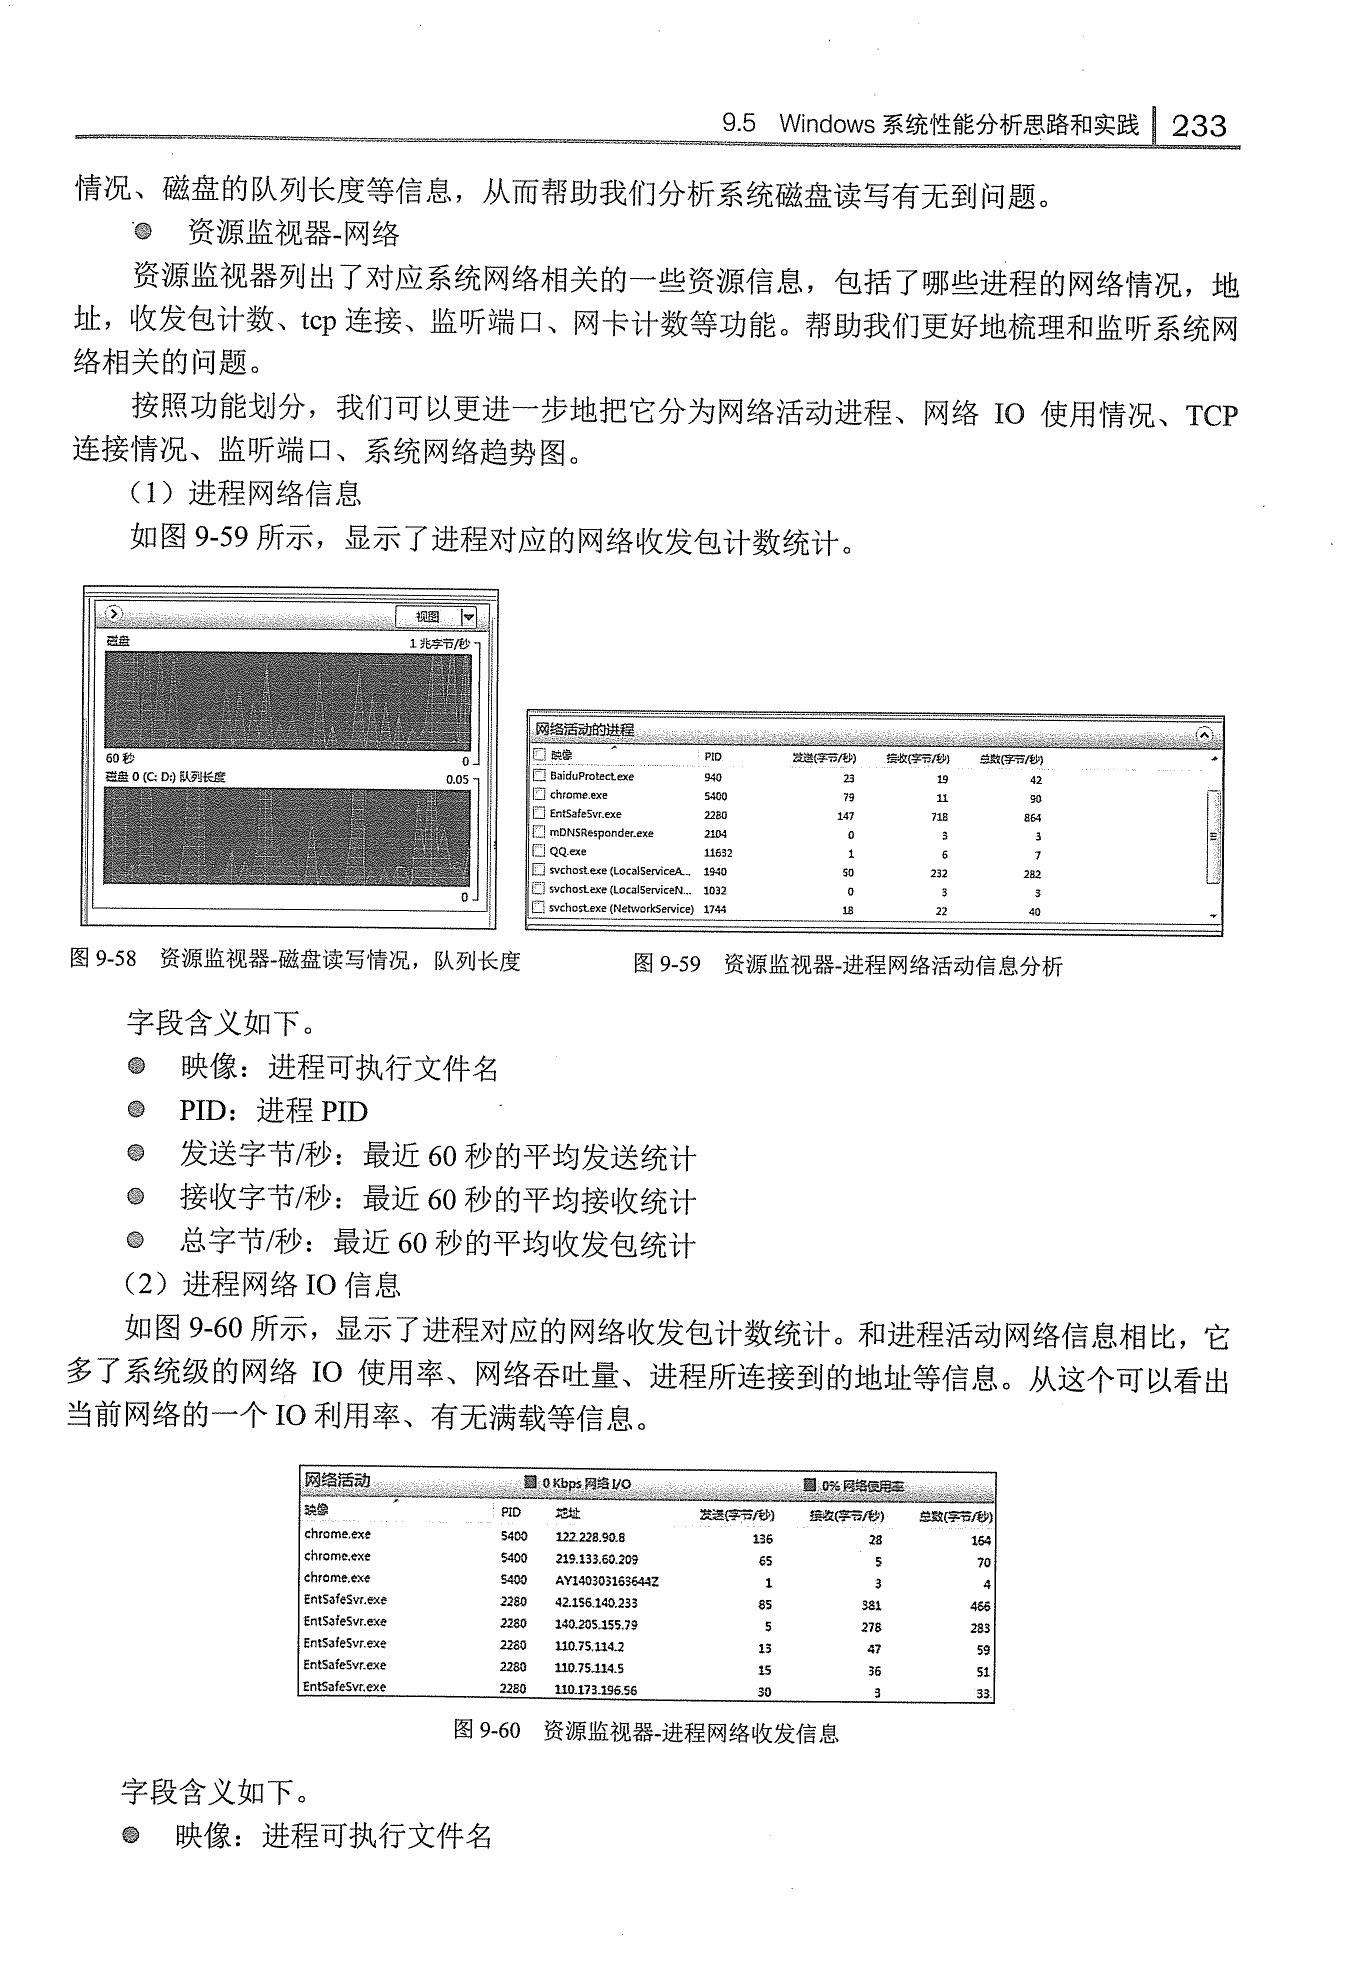 9.5 Windows 系统性能分析思路和实践 233
情况、磁盘的队列长度等信息，从而帮助我们分析系统磁盘读写有无到问题。
● 资源监视器-网络
资源监视器列出了对应系统网络相关的一些资源信息，包括了哪些进程的网络情况，地
址，收发包计数、tcp 连接、监听端口、网卡计数等功能。帮助我们更好地梳理和监听系统网
络相关的问题。
按照功能划分，我们可以更进一步地把它分为网络活动进程、网络 IO 使用情况、TCP
连接情况、监听端口、系统网络趋势图。
（1）进程网络信息
如图 9-59 所示，显示了进程对应的网络收发包计数统计。
视图
磁盘 1 兆字节/秒
60 秒 0
磁盘 0 (C: D:) 队列长度 0.05
0
图 9-58 资源监视器-磁盘读写情况，队列长度
网络活动的进程
映像 PID 发送(字节/秒) 接收(字节/秒) 总数(字节/秒)
BaiduProtect.exe 940 23 19 42
chrome.exe 5400 79 11 90
EntSafeSvr.exe 2280 147 718 864
mDNSResponder.exe 2104 0 3 3
QQ.exe 11632 1 6 7
svchost.exe (LocalServiceA... 1940 50 232 282
svchost.exe (LocalServiceN... 1032 0 3 3
svchost.exe (NetworkService) 1744 18 22 40
图 9-59 资源监视器-进程网络活动信息分析
字段含义如下。
● 映像：进程可执行文件名
● PID：进程 PID
● 发送字节/秒：最近 60 秒的平均发送统计
● 接收字节/秒：最近 60 秒的平均接收统计
● 总字节/秒：最近 60 秒的平均收发包统计
（2）进程网络 IO 信息
如图 9-60 所示，显示了进程对应的网络收发包计数统计。和进程活动网络信息相比，它
多了系统级的网络 IO 使用率、网络吞吐量、进程所连接到的地址等信息。从这个可以看出
当前网络的一个 IO 利用率、有无满载等信息。
网络活动 0 Kbps 网络 I/O 0% 网络使用率
映像 PID 地址 发送(字节/秒) 接收(字节/秒) 总数(字节/秒)
chrome.exe 5400 122.228.90.8 136 28 164
chrome.exe 5400 219.133.60.209 65 5 70
chrome.exe 5400 AY140303163644Z 1 3 4
EntSafeSvr.exe 2280 42.156.140.233 85 381 466
EntSafeSvr.exe 2280 140.205.155.79 5 278 283
EntSafeSvr.exe 2280 110.75.114.2 13 47 59
EntSafeSvr.exe 2280 110.75.114.5 15 36 51
EntSafeSvr.exe 2280 110.173.196.56 30 3 33
图 9-60 资源监视器-进程网络收发信息
字段含义如下。
● 映像：进程可执行文件名